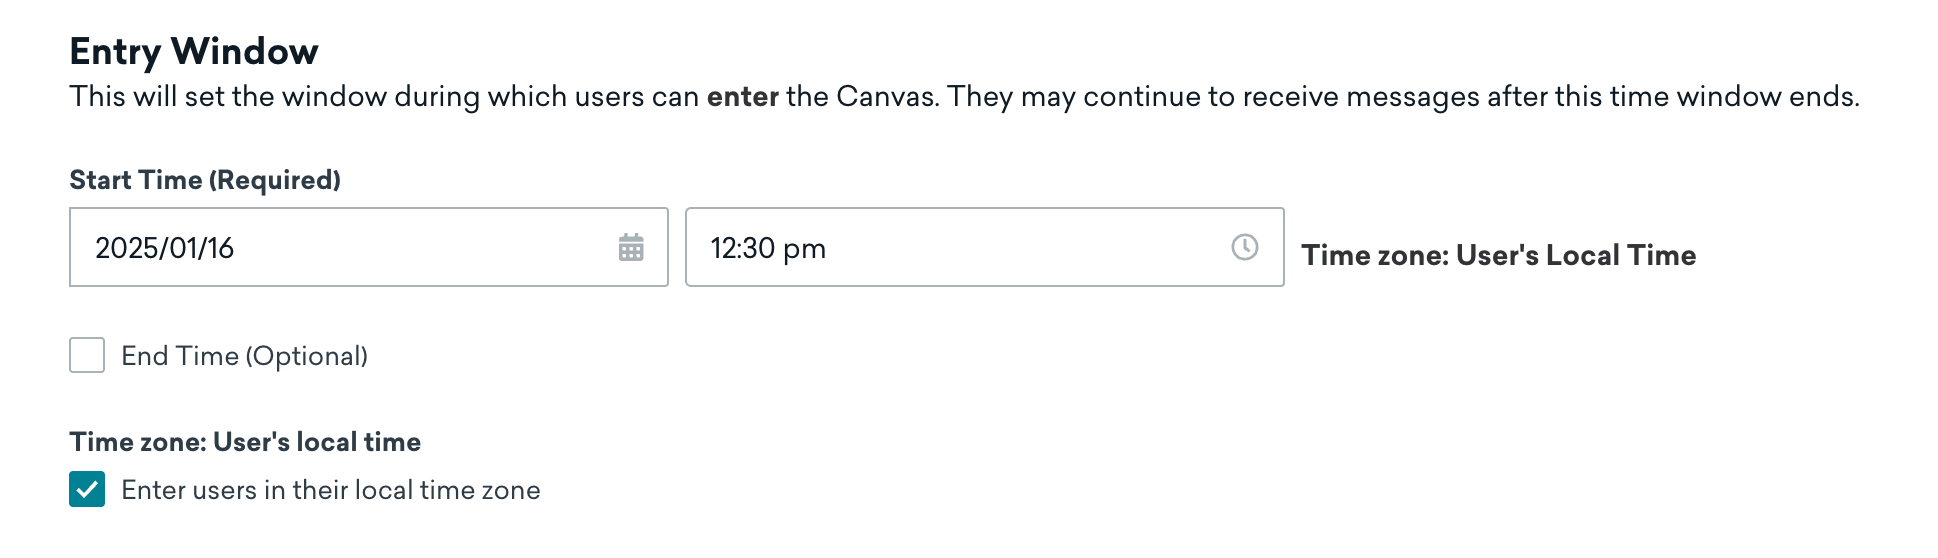 Entry Window
This will set the window during which users can enter the Canvas. They may continue to receive messages after this time window ends.
Start Time (Required)
2025/01/16
12:30 pm
Time zone: User's Local Time
End Time (Optional)
Time zone: User's local time
Enter users in their local time zone